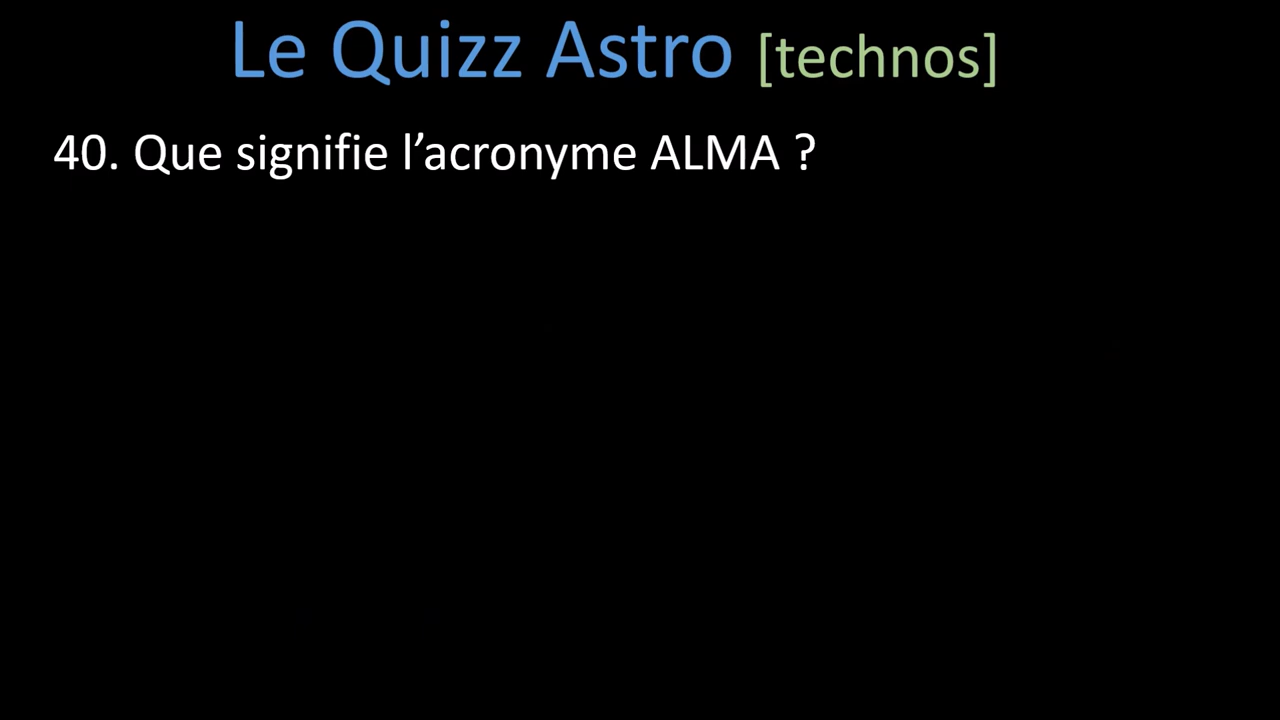 Le Quizz Astro [technos]
40. Que signifie l’acronyme ALMA ?